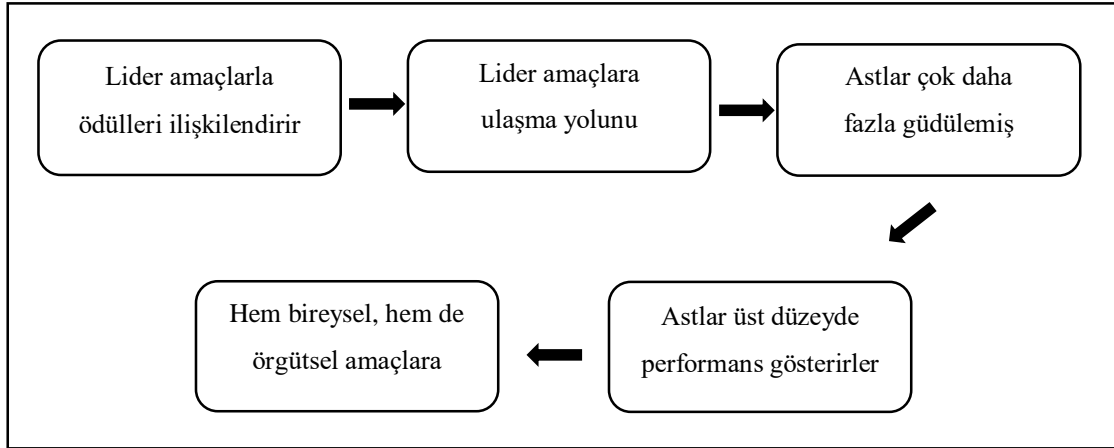 Lider amaçlarla
ödülleri ilişkilendirir
Lider amaçlara
ulaşma yolunu
Astlar çok daha
fazla güdülemiş
Astlar üst düzeyde
performans gösterirler
Hem bireysel, hem de
örgütsel amaçlara